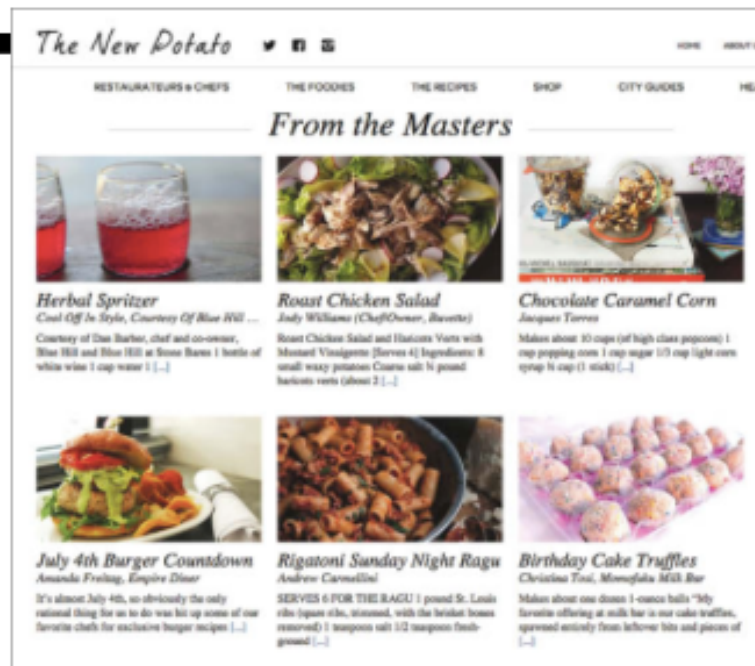 The New Potato
HOME ABOUT U
RESTAURATEURS & CHEFS THE FOODIES THE RECIPES SHOP CITY GUIDES HE
From the Masters
Herbal Spritzer
Cool Off In Style, Courtesy Of Blue Hill ...
Courtesy of Dan Barber, chef and co-owner,
Blue Hill and Blue Hill at Stone Barns 1 bottle of
white wine 1 cup water 1 [...]
Roast Chicken Salad
Jody Williams (Chef/Owner, Buvette)
Roast Chicken Salad and Haricots Verts with
Mustard Vinaigrette [Serves 4] Ingredients: 8
small waxy potatoes Coarse salt ¾ pound
haricots verts (about 2 [...]
Chocolate Caramel Corn
Jacques Torres
Makes about 10 cups (of high class popcorn) 1
cup popping corn 1 cup sugar 1/3 cup light corn
syrup ½ cup (1 stick) [...]
July 4th Burger Countdown
Amanda Freitag, Empire Diner
It's almost July 4th, so obviously the only
rational thing for us to do was hit up some of our
favorite chefs for exclusive burger recipes [...]
Rigatoni Sunday Night Ragu
Andrew Carmellini
SERVES 6 FOR THE RAGU 1 pound St. Louis
ribs (spare ribs, trimmed, with the brisket bones
removed) 1 teaspoon salt 1/2 teaspoon fresh-
ground [...]
Birthday Cake Truffles
Christina Tosi, Momofuku Milk Bar
Makes about one dozen 1-ounce balls "My
favorite offering at milk bar is our cake truffles,
spawned entirely from leftover bits and pieces of
[...]